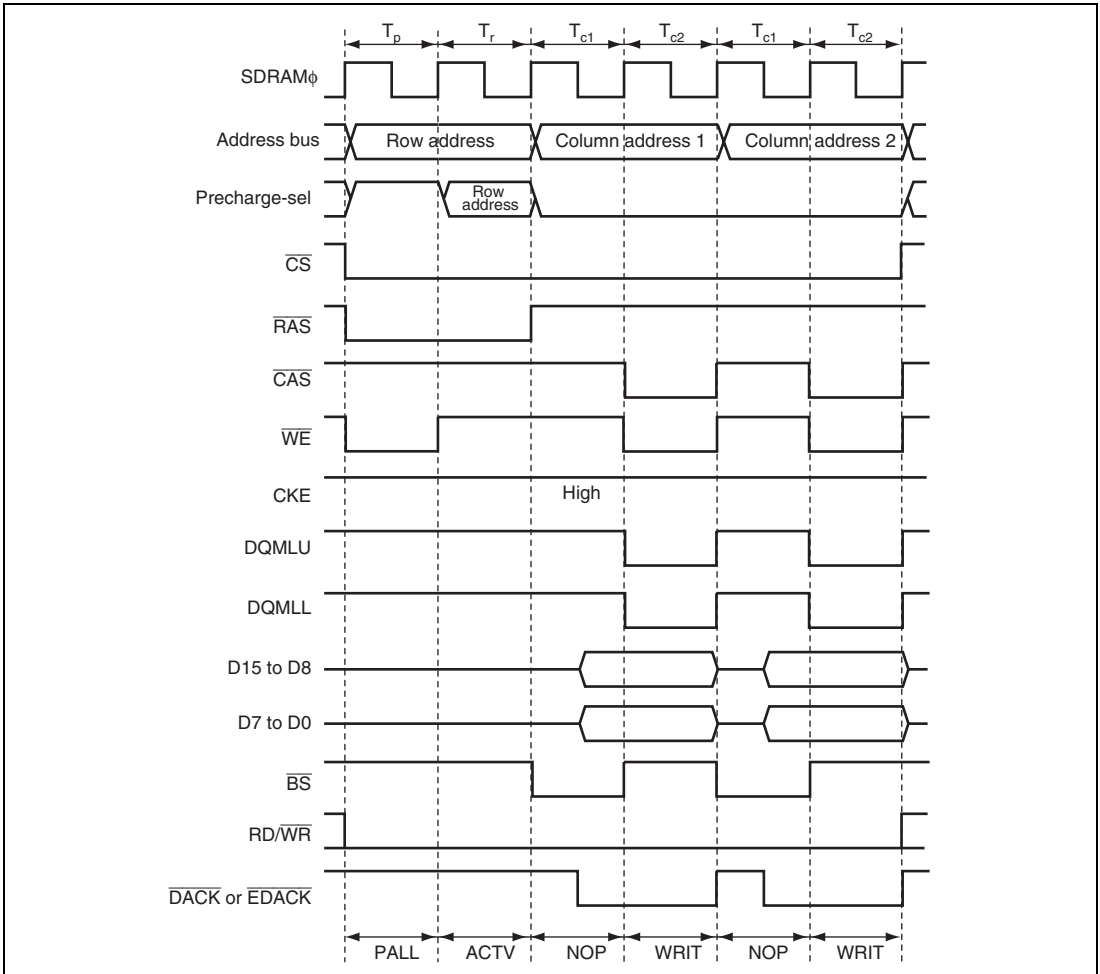 Tp Tr Tc1 Tc2 Tc1 Tc2
SDRAMϕ
Address bus Row address Column address 1 Column address 2
Precharge-sel Row address
CS
RAS
CAS
WE
CKE High
DQMLU
DQMLL
D15 to D8
D7 to D0
BS
RD/WR
DACK or EDACK
PALL ACTV NOP WRIT NOP WRIT